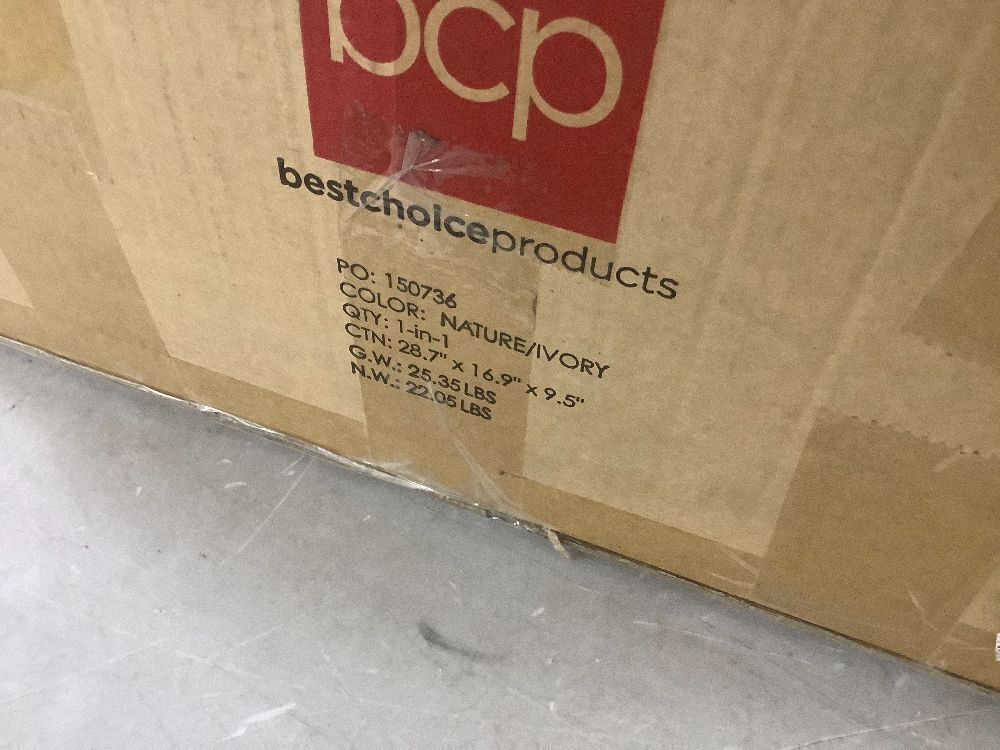 bcp
bestchoiceproducts
PO: 150736
COLOR: NATURE/IVORY
QTY: 1-in-1
CTN: 28.7" x 16.9" x 9.5"
G.W.: 25.35 LBS
N.W.: 22.05 LBS